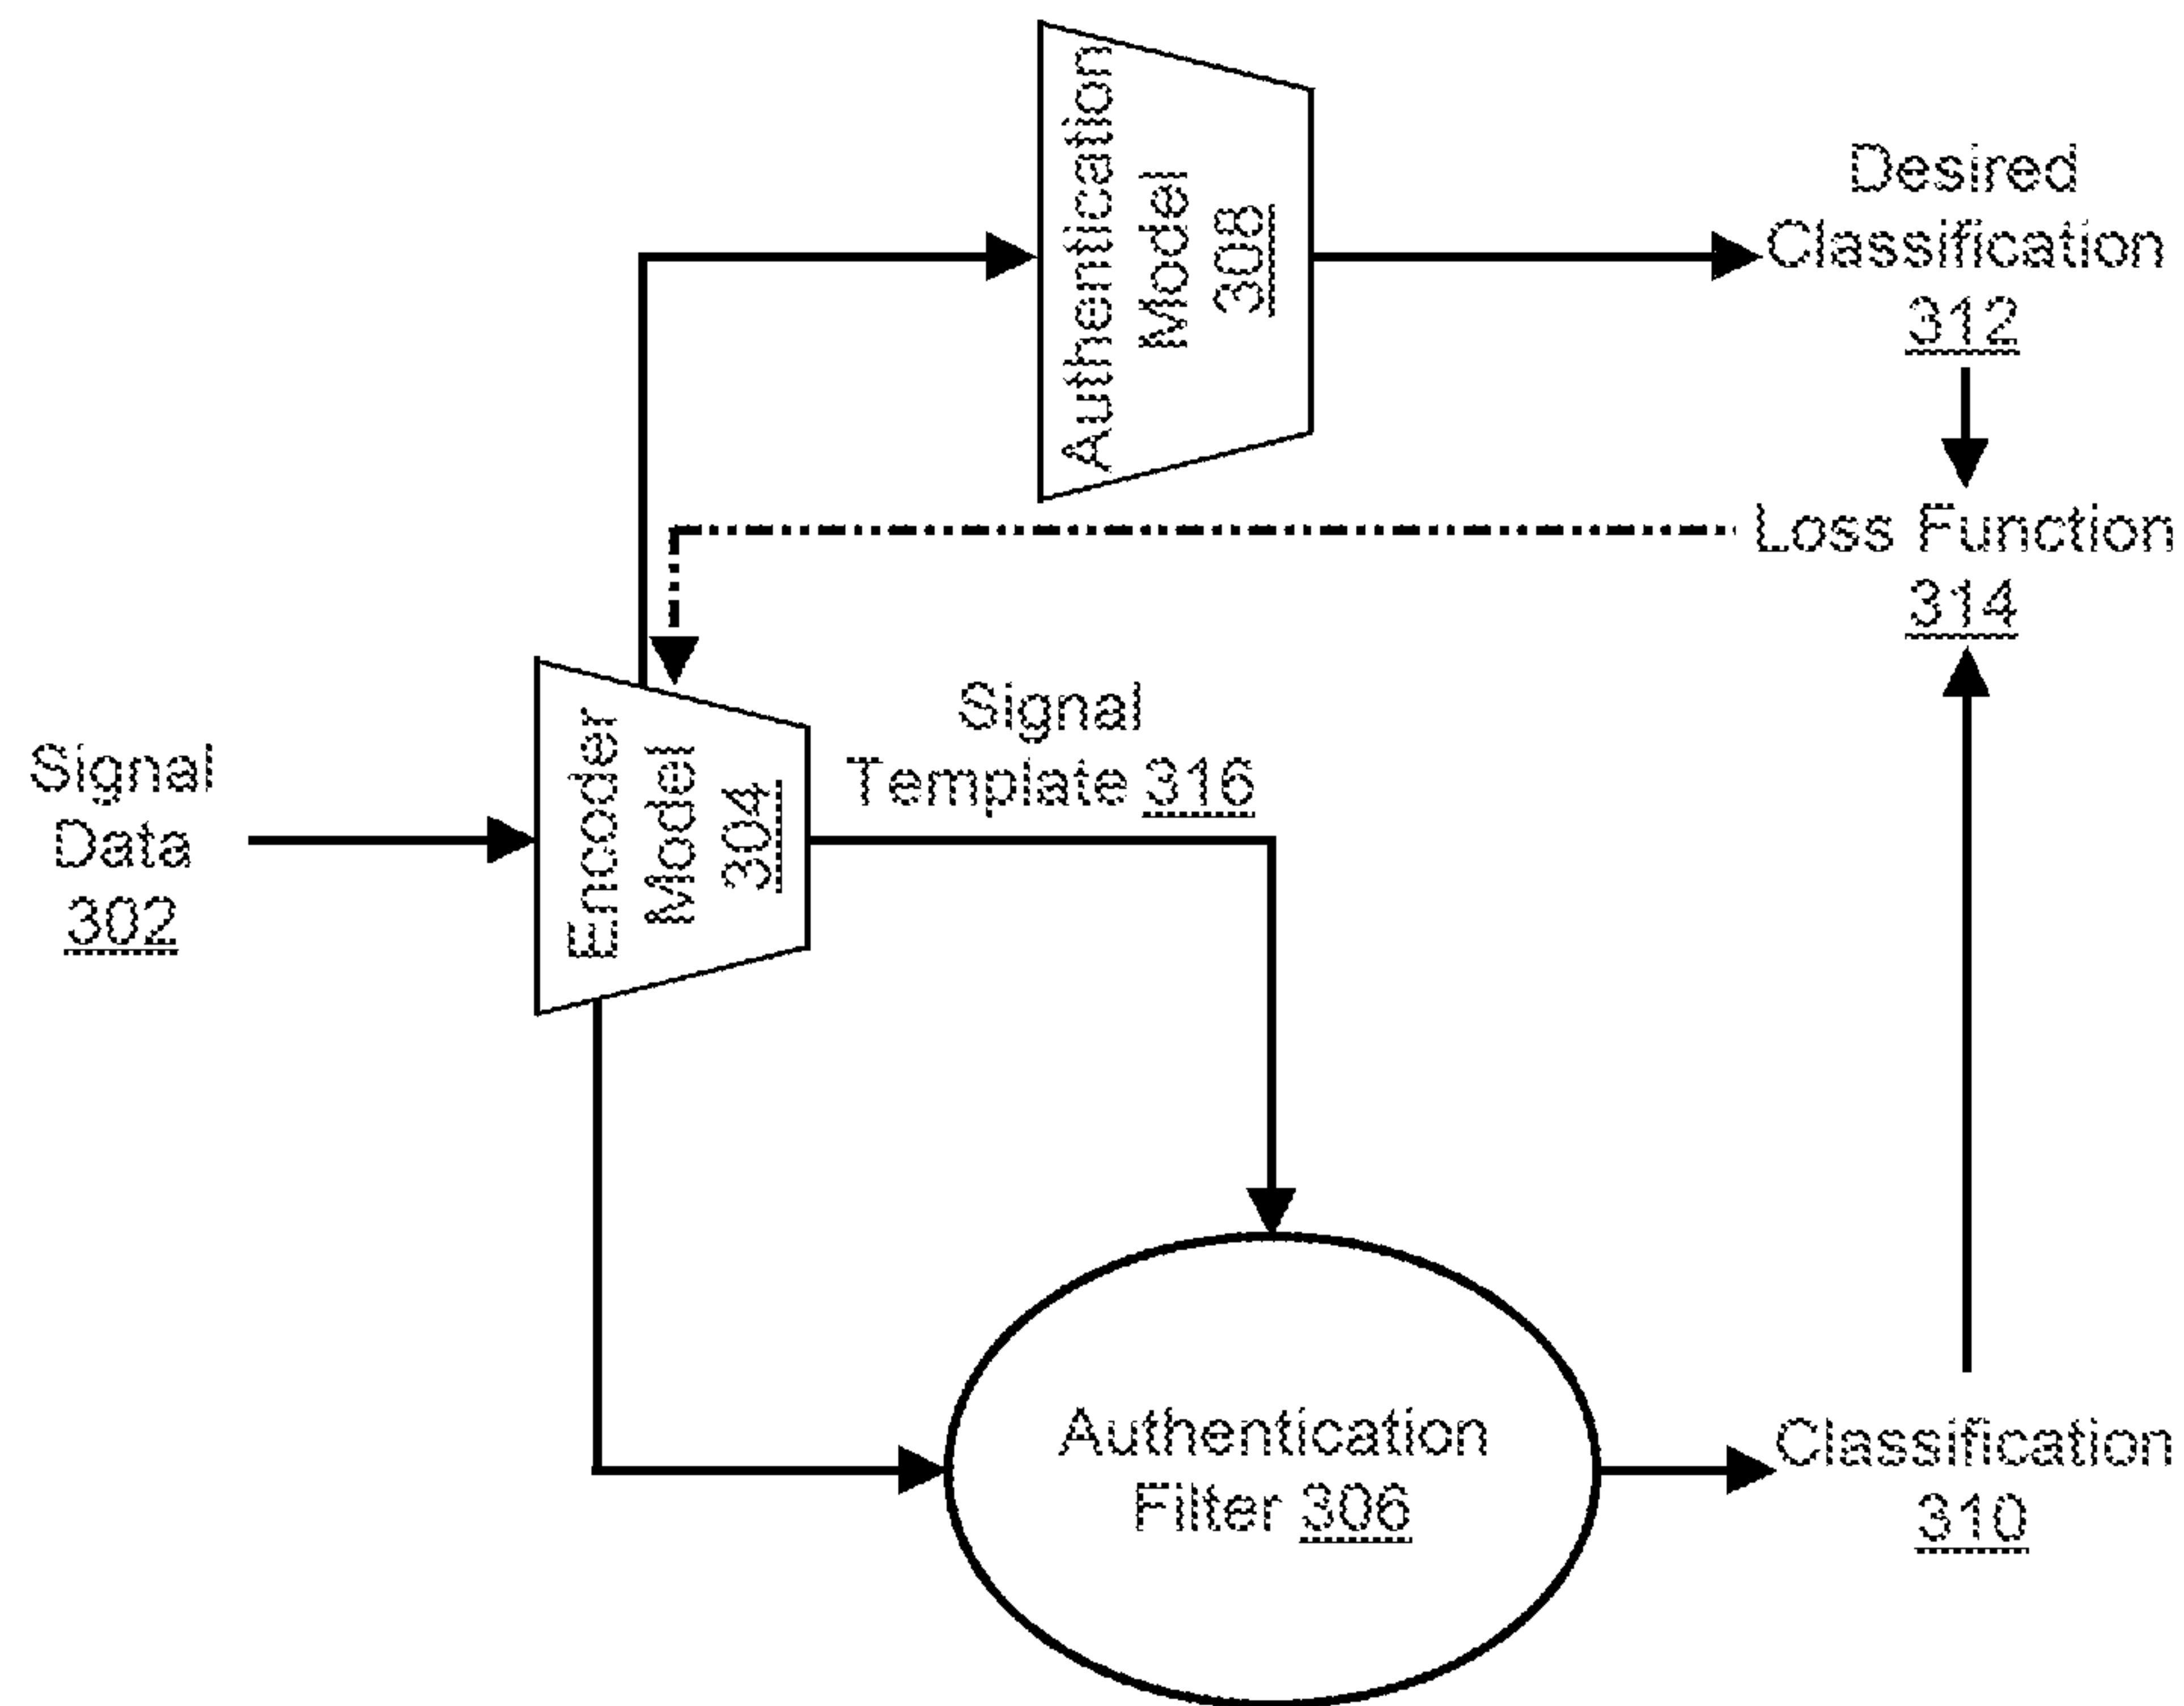 Authentication
Model
308
Desired
Classification
312
Loss Function
314
Signal
Data
302
Encoder
Model
304
Signal
Template 316
Authentication
Filter 306
Classification
310